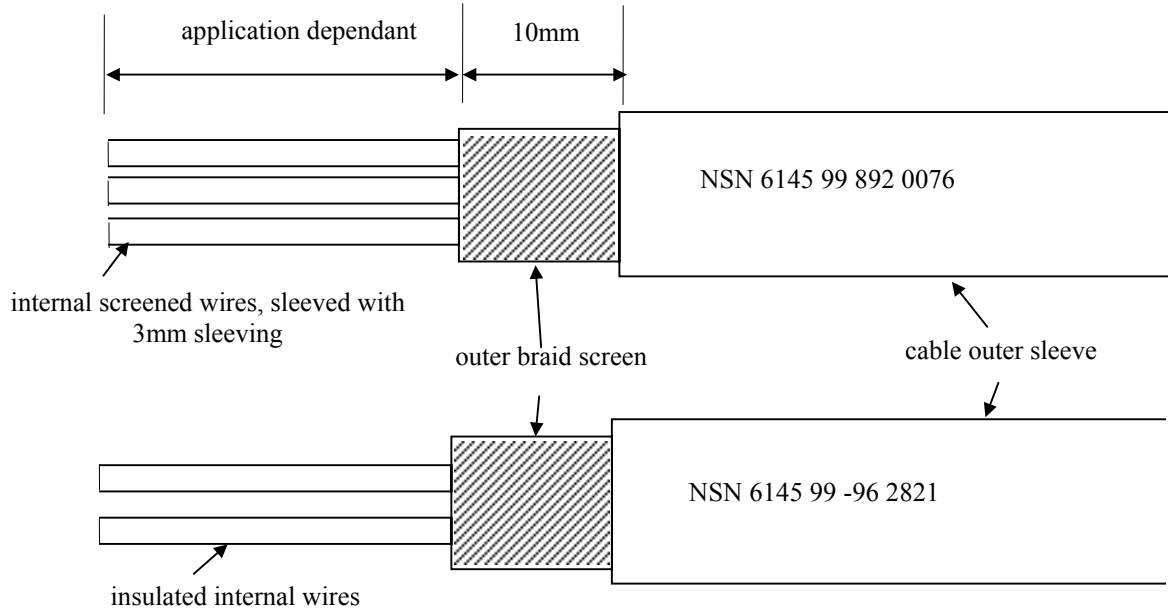 application dependant
10mm
NSN 6145 99 892 0076
internal screened wires, sleeved with
3mm sleeving
outer braid screen
cable outer sleeve
NSN 6145 99 -96 2821
insulated internal wires